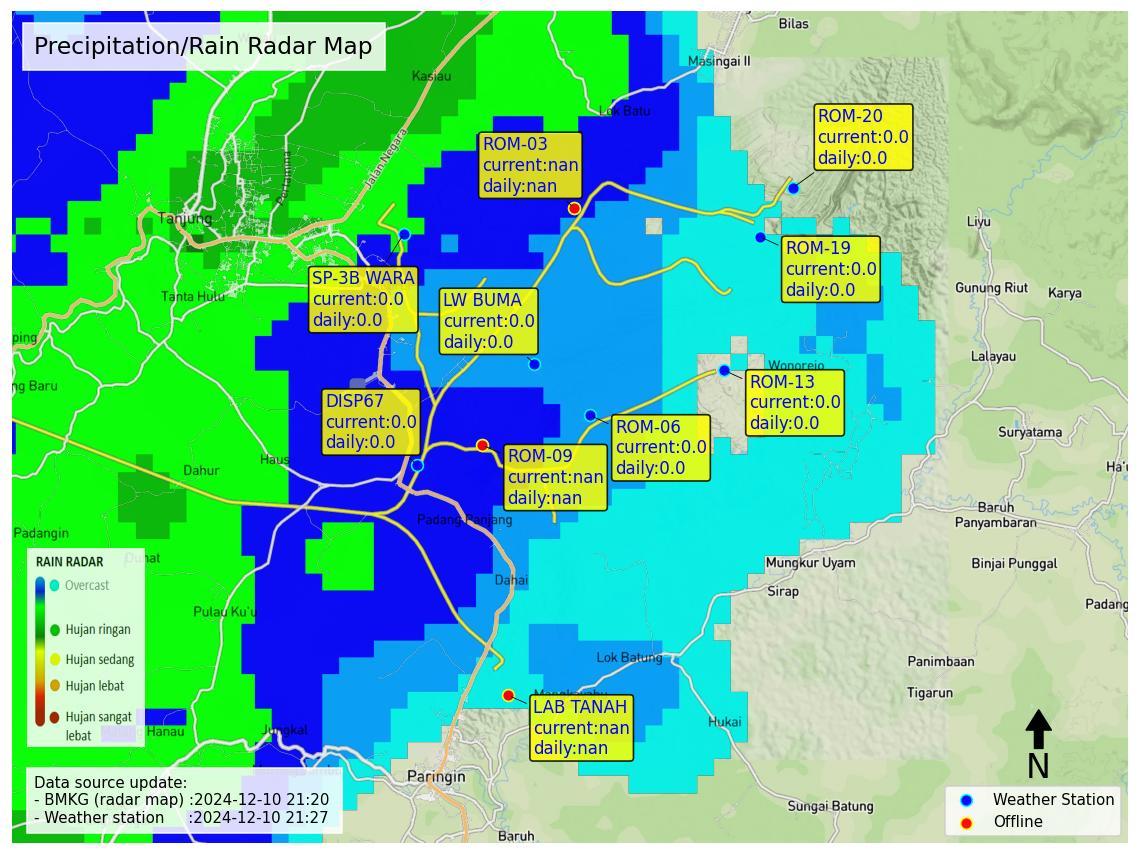 Precipitation/Rain Radar Map
Bilas
Masingai II
Kasiau
Lok Batu
Jalan Negara
Pertamina
Tanjung
Tanta Hulu
ROM-03
current:nan
daily:nan
ROM-20
current:0.0
daily:0.0
ROM-19
current:0.0
daily:0.0
SP-3B WARA
current:0.0
daily:0.0
LW BUMA
current:0.0
daily:0.0
Liyu
Gunung Riut
Karya
Lalayau
Wonorejo
ROM-13
current:0.0
daily:0.0
DISP67
current:0.0
daily:0.0
ROM-06
current:0.0
daily:0.0
ROM-09
current:nan
daily:nan
ping
ng Baru
Haus
Dahur
Suryatama
Ha'u
Padangin
Padang Panjang
Baruh
Panyambaran
Mungkur Uyam
Binjai Punggal
Dahai
Sirap
Padang
Pulau Ku'u
Lok Batung
Panimbaan
Tigarun
LAB TANAH
current:nan
daily:nan
Hukai
Hanau
Jungkal
Paringin
Sungai Batung
Baruh
RAIN RADAR
Overcast
Hujan ringan
Hujan sedang
Hujan lebat
Hujan sangat
lebat
Data source update:
- BMKG (radar map) :2024-12-10 21:20
- Weather station :2024-12-10 21:27
N
Weather Station
Offline